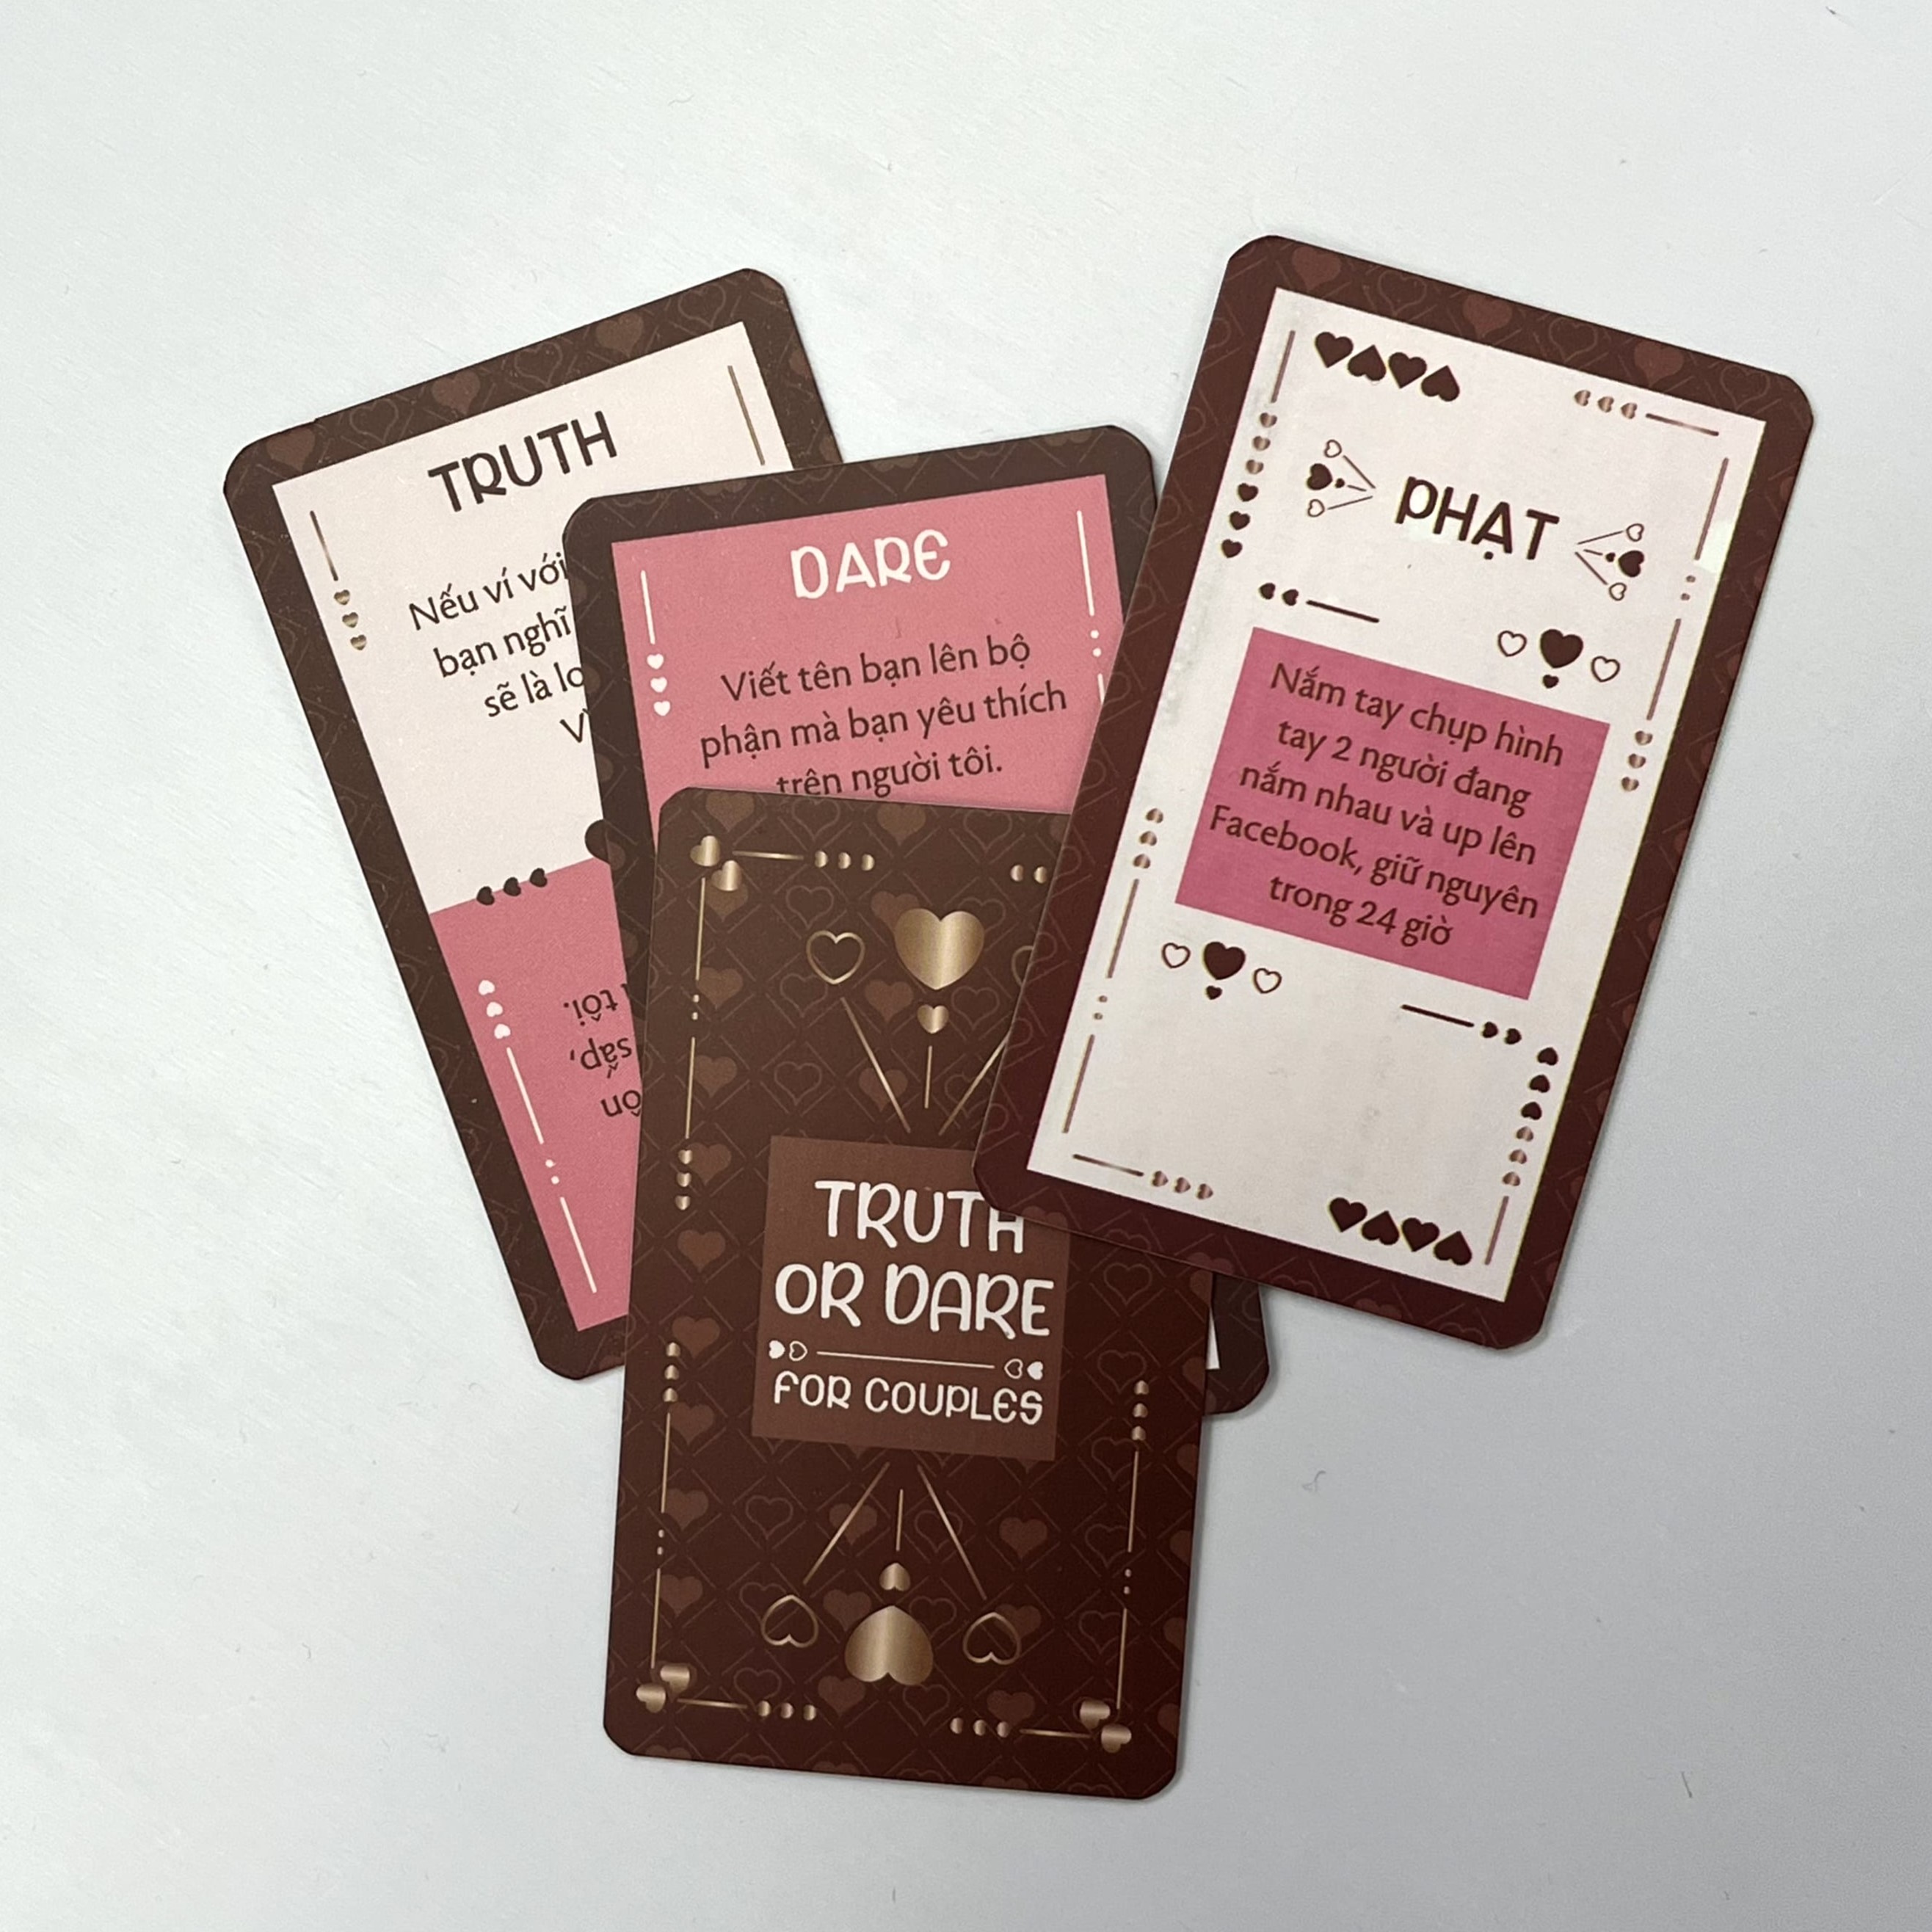 TRUTH
Nếu ví với
bạn nghĩ
sẽ là
tôi.
sạp,
DARE
Viết tên bạn lên bộ
phận mà bạn yêu thích
trên người tôi.
PHẠT
Nắm tay chụp hình
tay 2 người đang
nắm nhau và up lên
Facebook, giữ nguyên
trong 24 giờ
TRUTH
OR DARE
FOR COUPLES